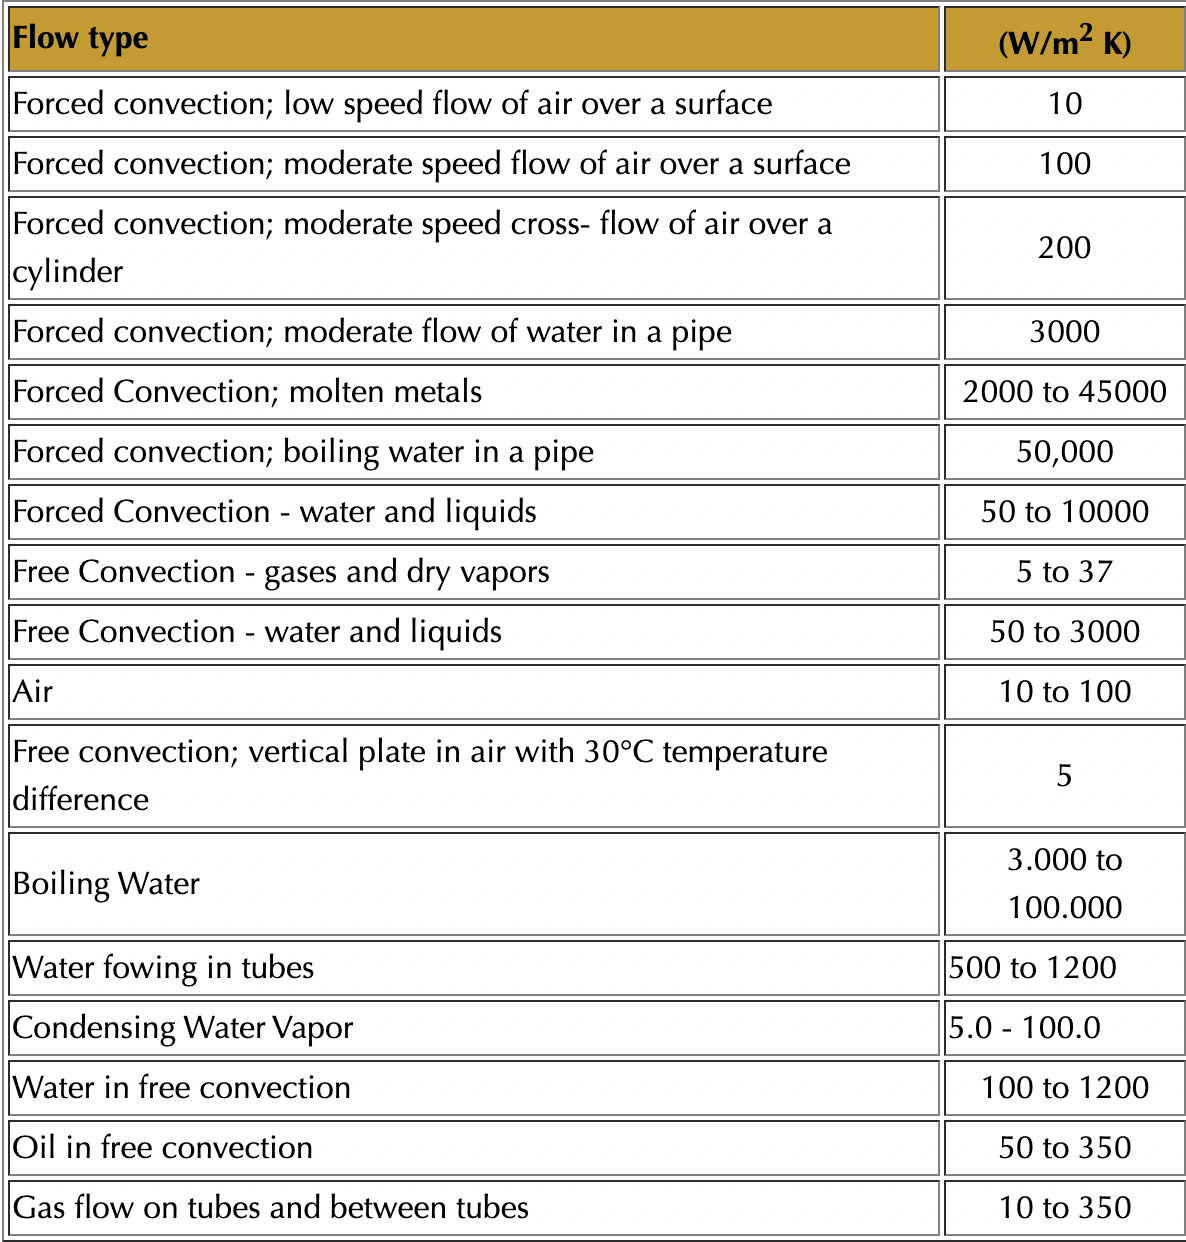 Flow type (W/m² K)
Forced convection; low speed flow of air over a surface 10
Forced convection; moderate speed flow of air over a surface 100
Forced convection; moderate speed cross- flow of air over a
cylinder 200
Forced convection; moderate flow of water in a pipe 3000
Forced Convection; molten metals 2000 to 45000
Forced convection; boiling water in a pipe 50,000
Forced Convection - water and liquids 50 to 10000
Free Convection - gases and dry vapors 5 to 37
Free Convection - water and liquids 50 to 3000
Air 10 to 100
Free convection; vertical plate in air with 30°C temperature
difference 5
Boiling Water 3.000 to
100.000
Water fowing in tubes 500 to 1200
Condensing Water Vapor 5.0 - 100.0
Water in free convection 100 to 1200
Oil in free convection 50 to 350
Gas flow on tubes and between tubes 10 to 350